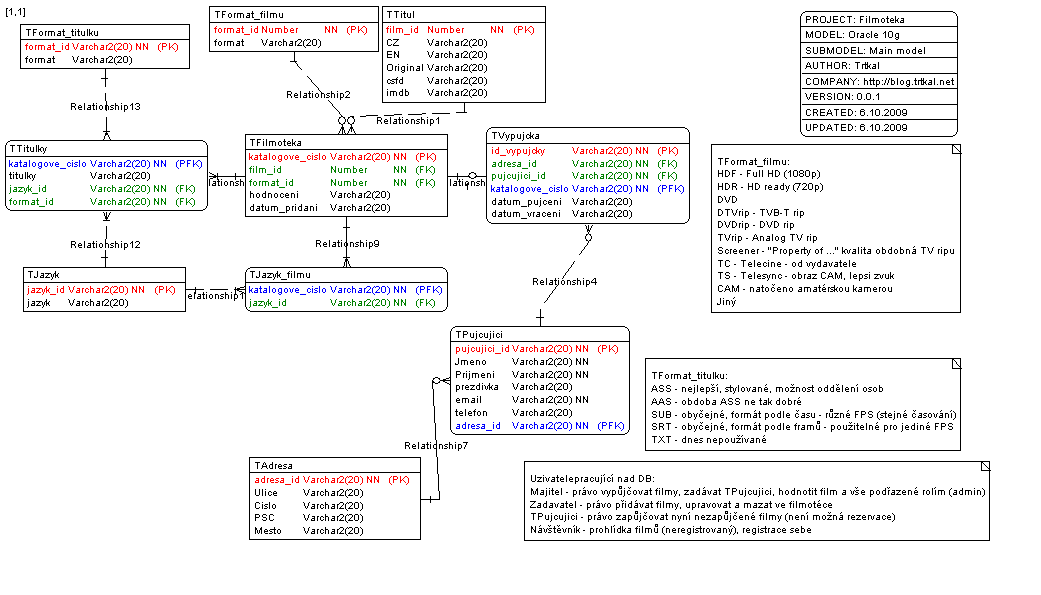 [1,1]
TFormat_titulku
format_id Varchar2(20) NN (PK)
format Varchar2(20)
TFormat_filmu
format_id Number NN (PK)
format Varchar2(20)
TTitul
film_id Number NN (PK)
CZ Varchar2(20)
EN Varchar2(20)
Original Varchar2(20)
csfd Varchar2(20)
imdb Varchar2(20)
PROJECT: Filmoteka
MODEL: Oracle 10g
SUBMODEL: Main model
AUTHOR: Trtkal
COMPANY: http://blog.trtkal.net
VERSION: 0.0.1
CREATED: 6.10.2009
UPDATED: 6.10.2009
Relationship13
Relationship2
Relationship1
TTitulky
katalogove_cislo Varchar2(20) NN (PFK)
titulky Varchar2(20)
jazyk_id Varchar2(20) NN (FK)
format_id Varchar2(20) NN (FK)
lationsh
TFilmoteka
katalogove_cislo Varchar2(20) NN (PK)
film_id Number NN (FK)
format_id Number NN (FK)
hodnoceni Varchar2(20)
datum_pridani Varchar2(20)
lationsh
TVypujcka
id_vypujcky Varchar2(20) NN (PK)
adresa_id Varchar2(20) NN (FK)
pujcujici_id Varchar2(20) NN (FK)
katalogove_cislo Varchar2(20) NN (PFK)
datum_pujceni Varchar2(20)
datum_vraceni Varchar2(20)
TFormat_filmu:
HDF - Full HD (1080p)
HDR - HD ready (720p)
DVD
DTVrip - TVB-T rip
DVDrip - DVD rip
TVrip - Analog TV rip
Screener - "Property of ..." kvalita obdobná TV ripu
TC - Telecine - od vydavatele
TS - Telesync - obraz CAM, lepsi zvuk
CAM - natočeno amatérskou kamerou
Jiný
Relationship12
Relationship9
Relationship4
TJazyk
jazyk_id Varchar2(20) NN (PK)
jazyk Varchar2(20)
elationship1
TJazyk_filmu
katalogove_cislo Varchar2(20) NN (PFK)
jazyk_id Varchar2(20) NN (FK)
TPujcujici
pujcujici_id Varchar2(20) NN (PK)
Jmeno Varchar2(20) NN
Prijmeni Varchar2(20) NN
prezdivka Varchar2(20)
email Varchar2(20) NN
telefon Varchar2(20)
adresa_id Varchar2(20) NN (PFK)
TFormat_titulku:
ASS - nejlepší, stylované, možnost oddělení osob
AAS - obdoba ASS ne tak dobré
SUB - obyčejné, formát podle času - různé FPS (stejné časování)
SRT - obyčejné, formát podle framů - použitelné pro jediné FPS
TXT - dnes nepoužívané
Relationship7
TAdresa
adresa_id Varchar2(20) NN (PK)
Ulice Varchar2(20)
Cislo Varchar2(20)
PSC Varchar2(20)
Mesto Varchar2(20)
Uzivatelepracující nad DB:
Majitel - právo vypůjčovat filmy, zadávat TPujcujici, hodnotit film a vše podřazené rolím (admin)
Zadavatel - právo přidávat filmy, upravovat a mazat ve filmotéce
TPujcujici - právo zapůjčovat nyní nezapůjčené filmy (není možná rezervace)
Návštěvník - prohlídka filmů (neregistrovaný), registrace sebe